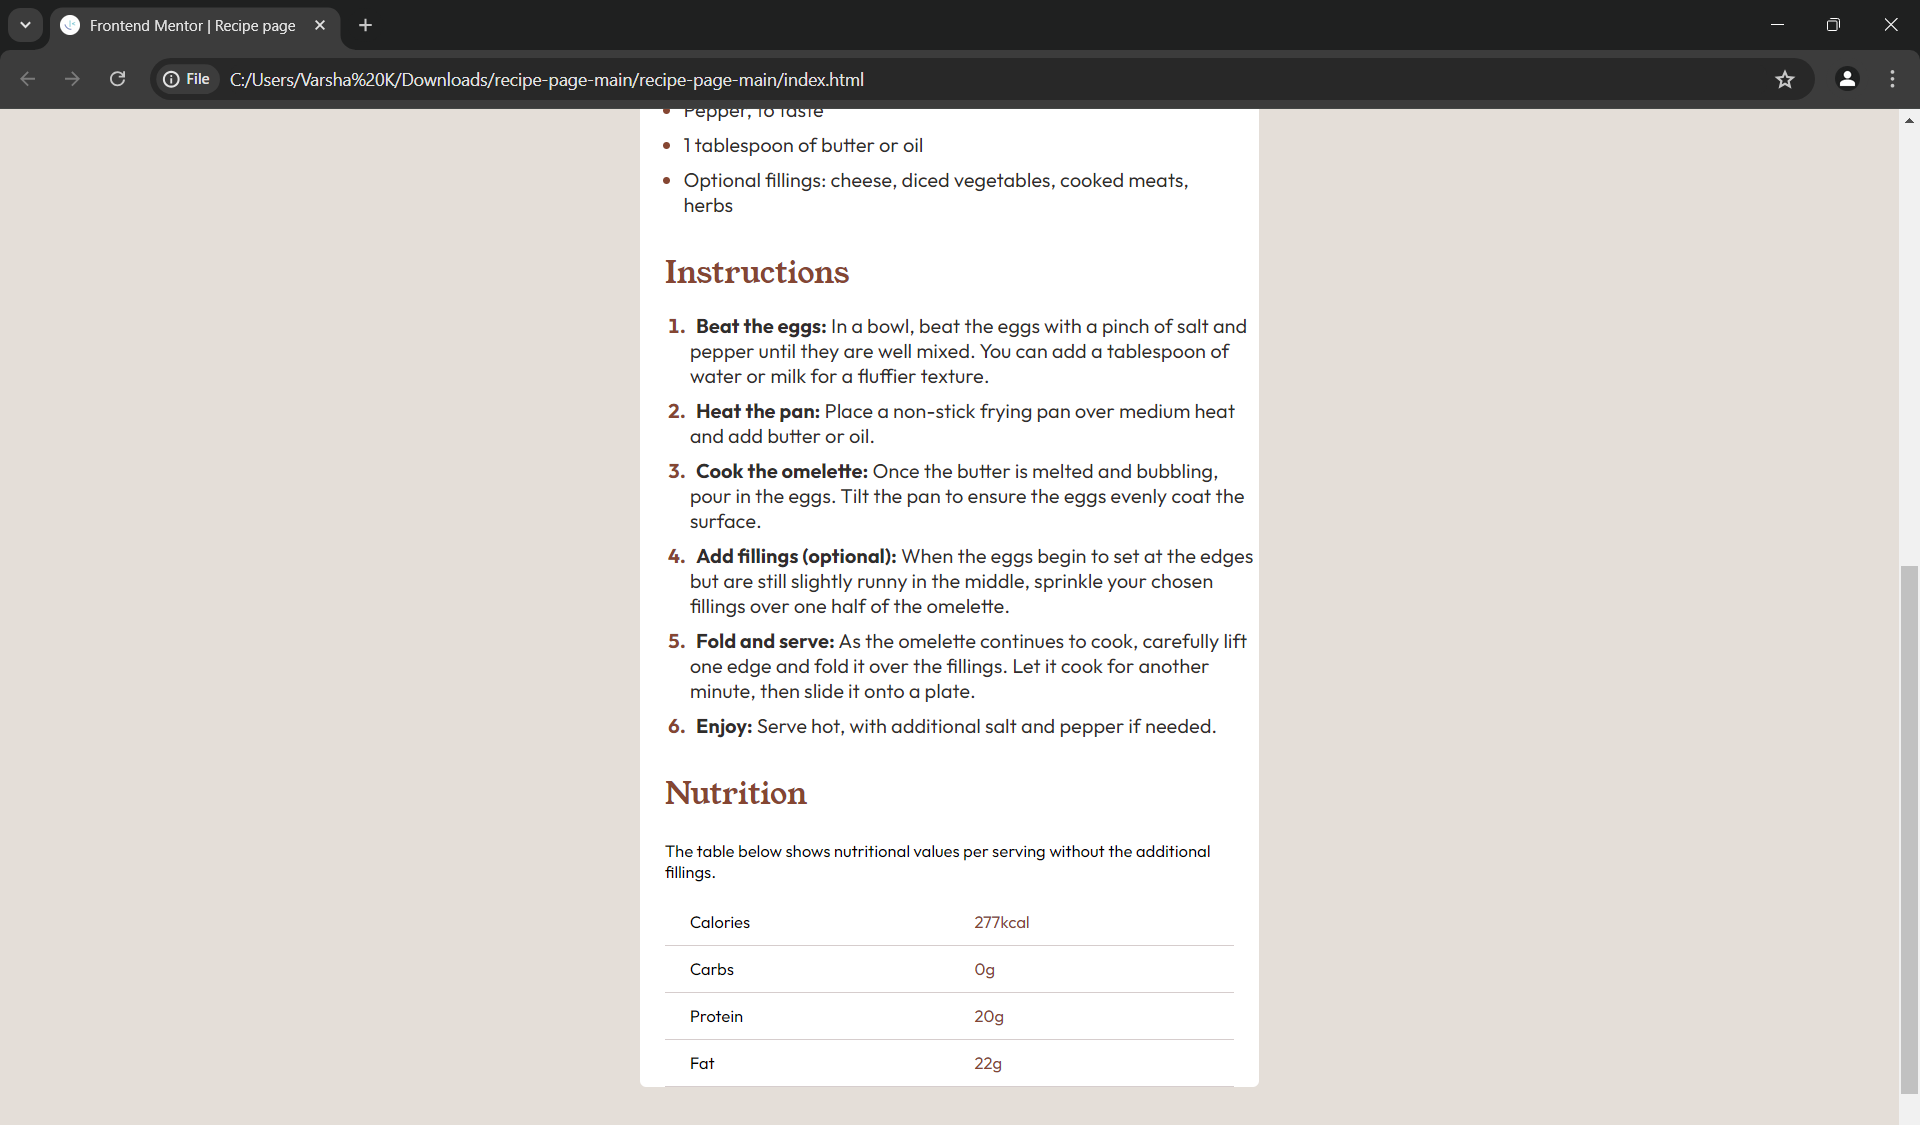 Frontend Mentor | Recipe page
File C:/Users/Varsha%20K/Downloads/recipe-page-main/recipe-page-main/index.html
Pepper, to taste
1 tablespoon of butter or oil
Optional fillings: cheese, diced vegetables, cooked meats,
herbs
Instructions
1. Beat the eggs: In a bowl, beat the eggs with a pinch of salt and
pepper until they are well mixed. You can add a tablespoon of
water or milk for a fluffier texture.
2. Heat the pan: Place a non-stick frying pan over medium heat
and add butter or oil.
3. Cook the omelette: Once the butter is melted and bubbling,
pour in the eggs. Tilt the pan to ensure the eggs evenly coat the
surface.
4. Add fillings (optional): When the eggs begin to set at the edges
but are still slightly runny in the middle, sprinkle your chosen
fillings over one half of the omelette.
5. Fold and serve: As the omelette continues to cook, carefully lift
one edge and fold it over the fillings. Let it cook for another
minute, then slide it onto a plate.
6. Enjoy: Serve hot, with additional salt and pepper if needed.
Nutrition
The table below shows nutritional values per serving without the additional
fillings.
Calories 277kcal
Carbs 0g
Protein 20g
Fat 22g